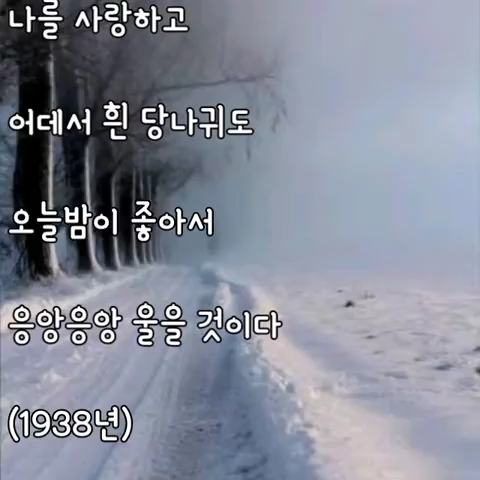 나를 사랑하고
어데서 흰 당나귀도
오늘밤이 좋아서
응앙응앙 울을 것이다
(1938년)